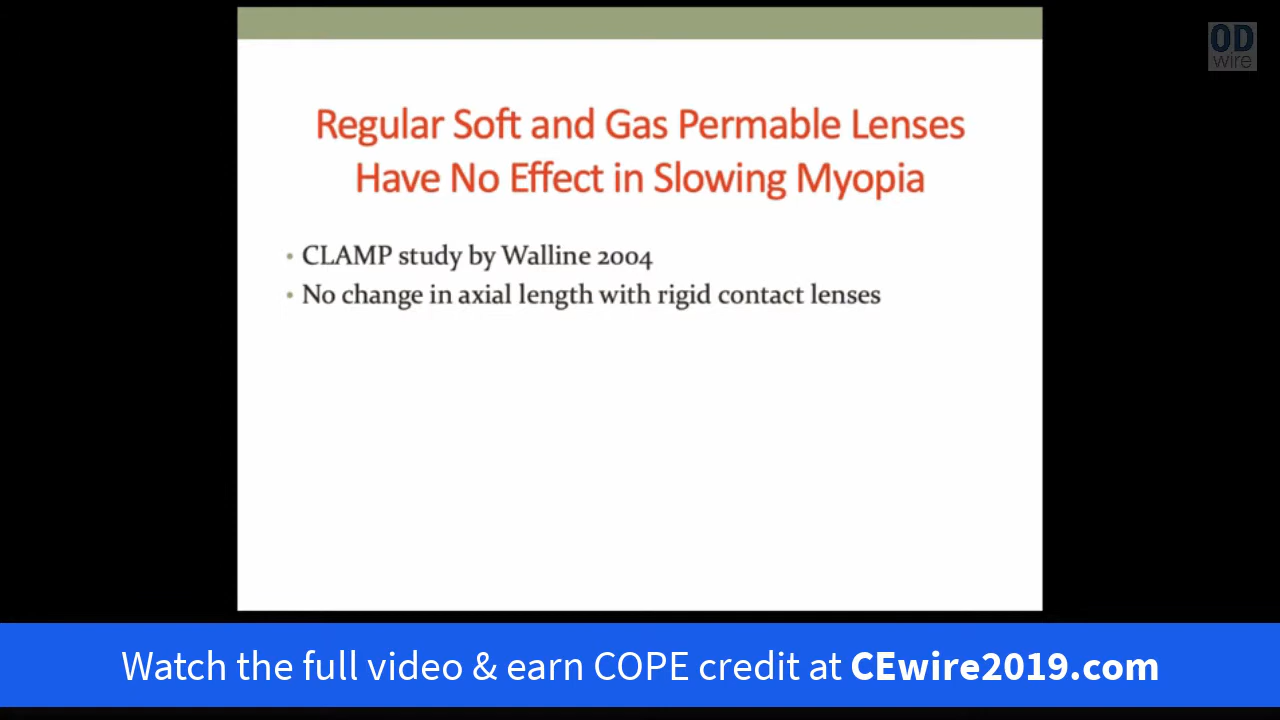 OD
wire
Regular Soft and Gas Permable Lenses
Have No Effect in Slowing Myopia
• CLAMP study by Walline 2004
• No change in axial length with rigid contact lenses
Watch the full video & earn COPE credit at CEwire2019.com